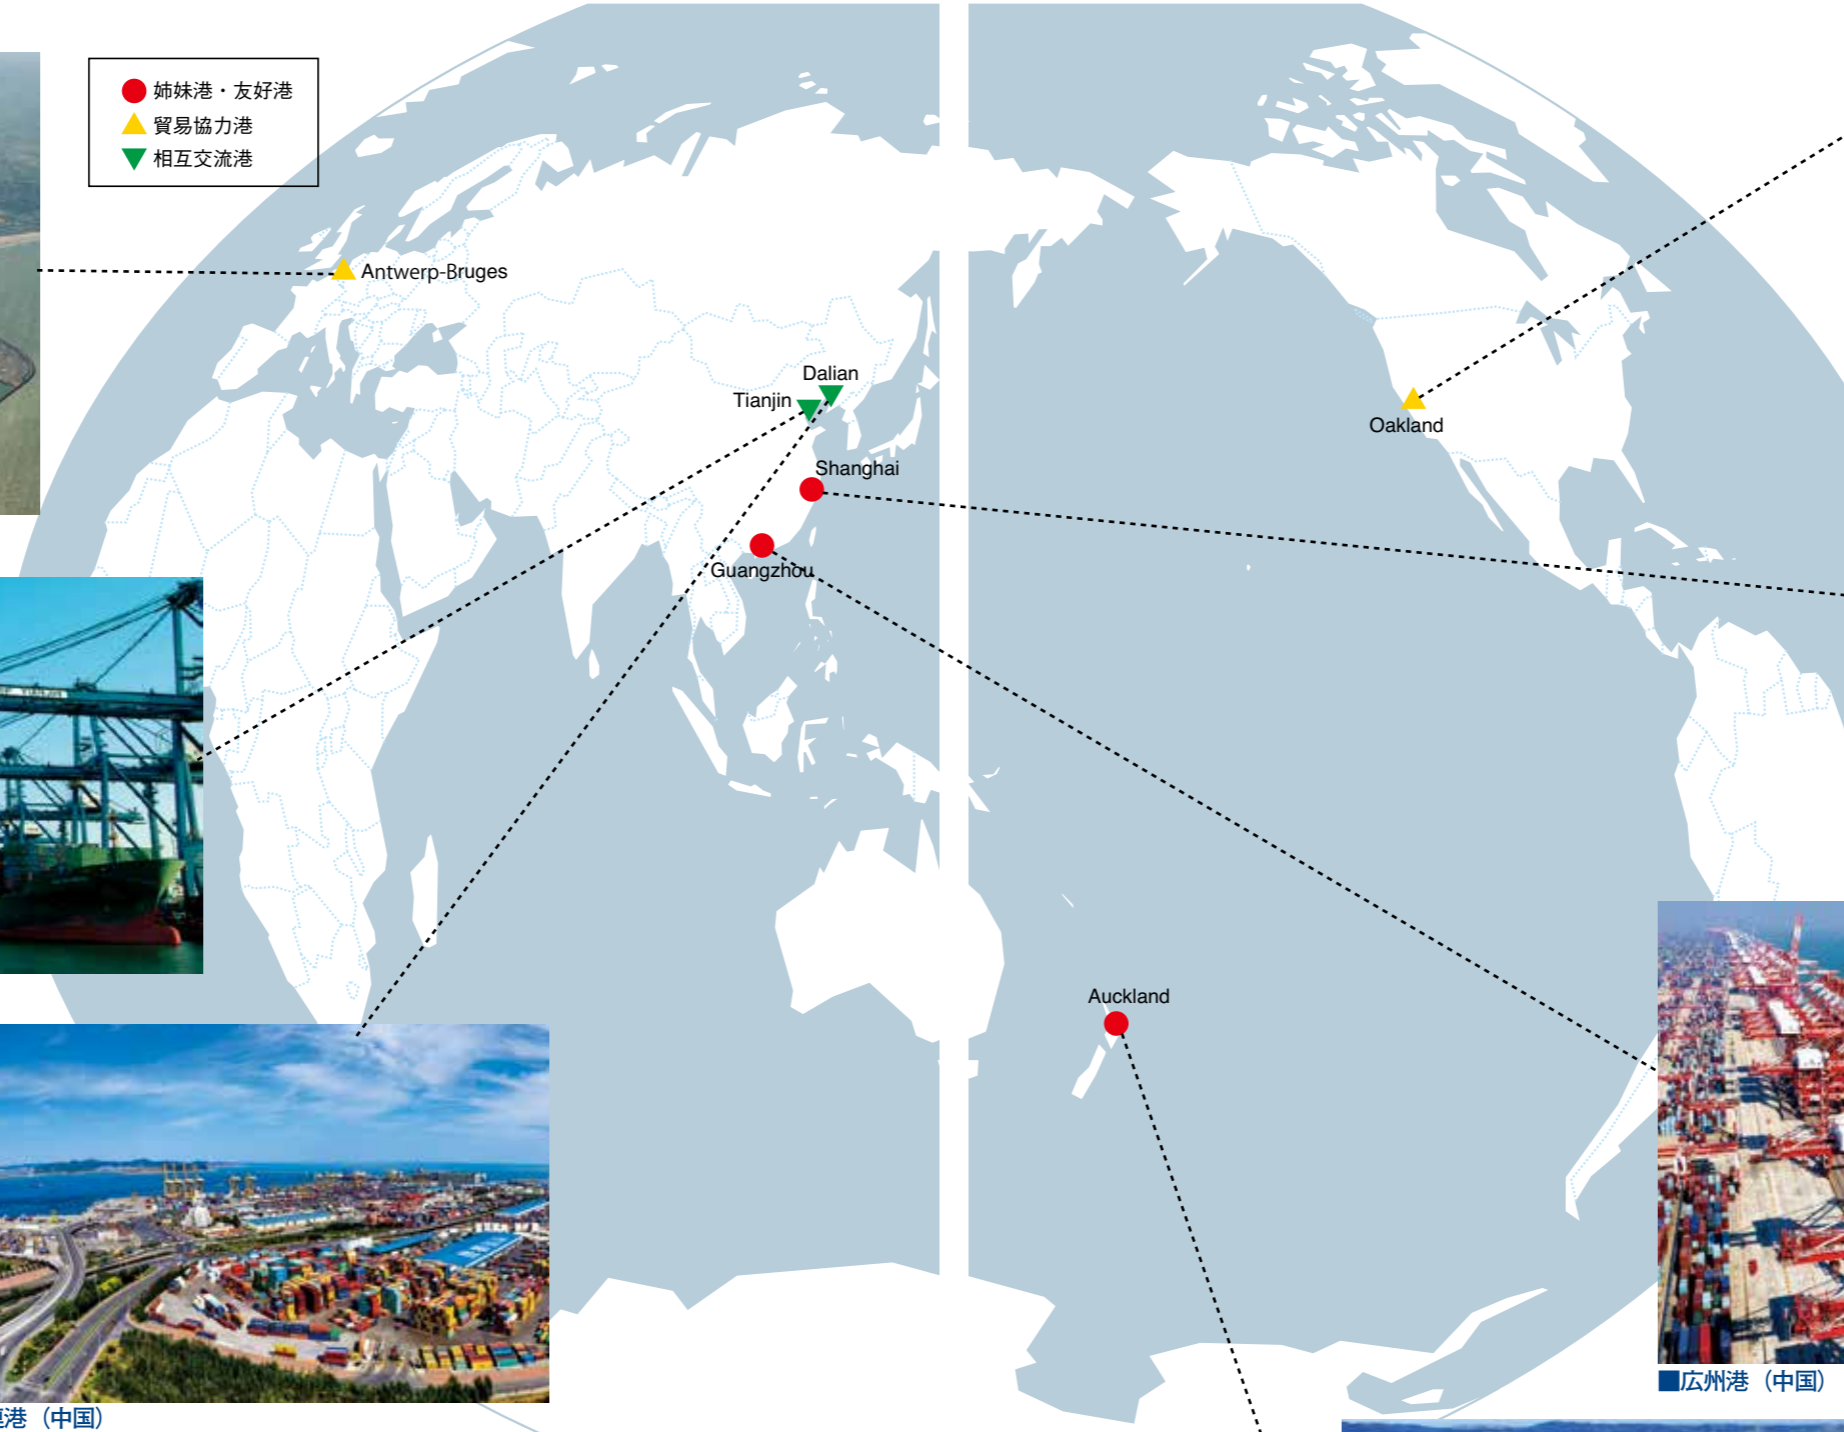 姉妹港・友好港
貿易協力港
相互交流港
Antwerp-Bruges
Dalian
Tianjin
Oakland
Shanghai
Guangzhou
Auckland
■広州港（中国）
港（中国）